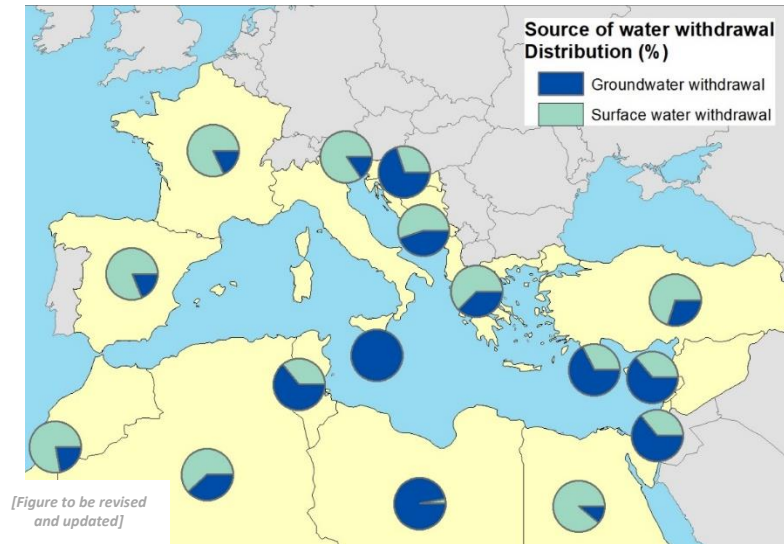 Source of water withdrawal
Distribution (%)
Groundwater withdrawal
Surface water withdrawal
[Figure to be revised
and updated]